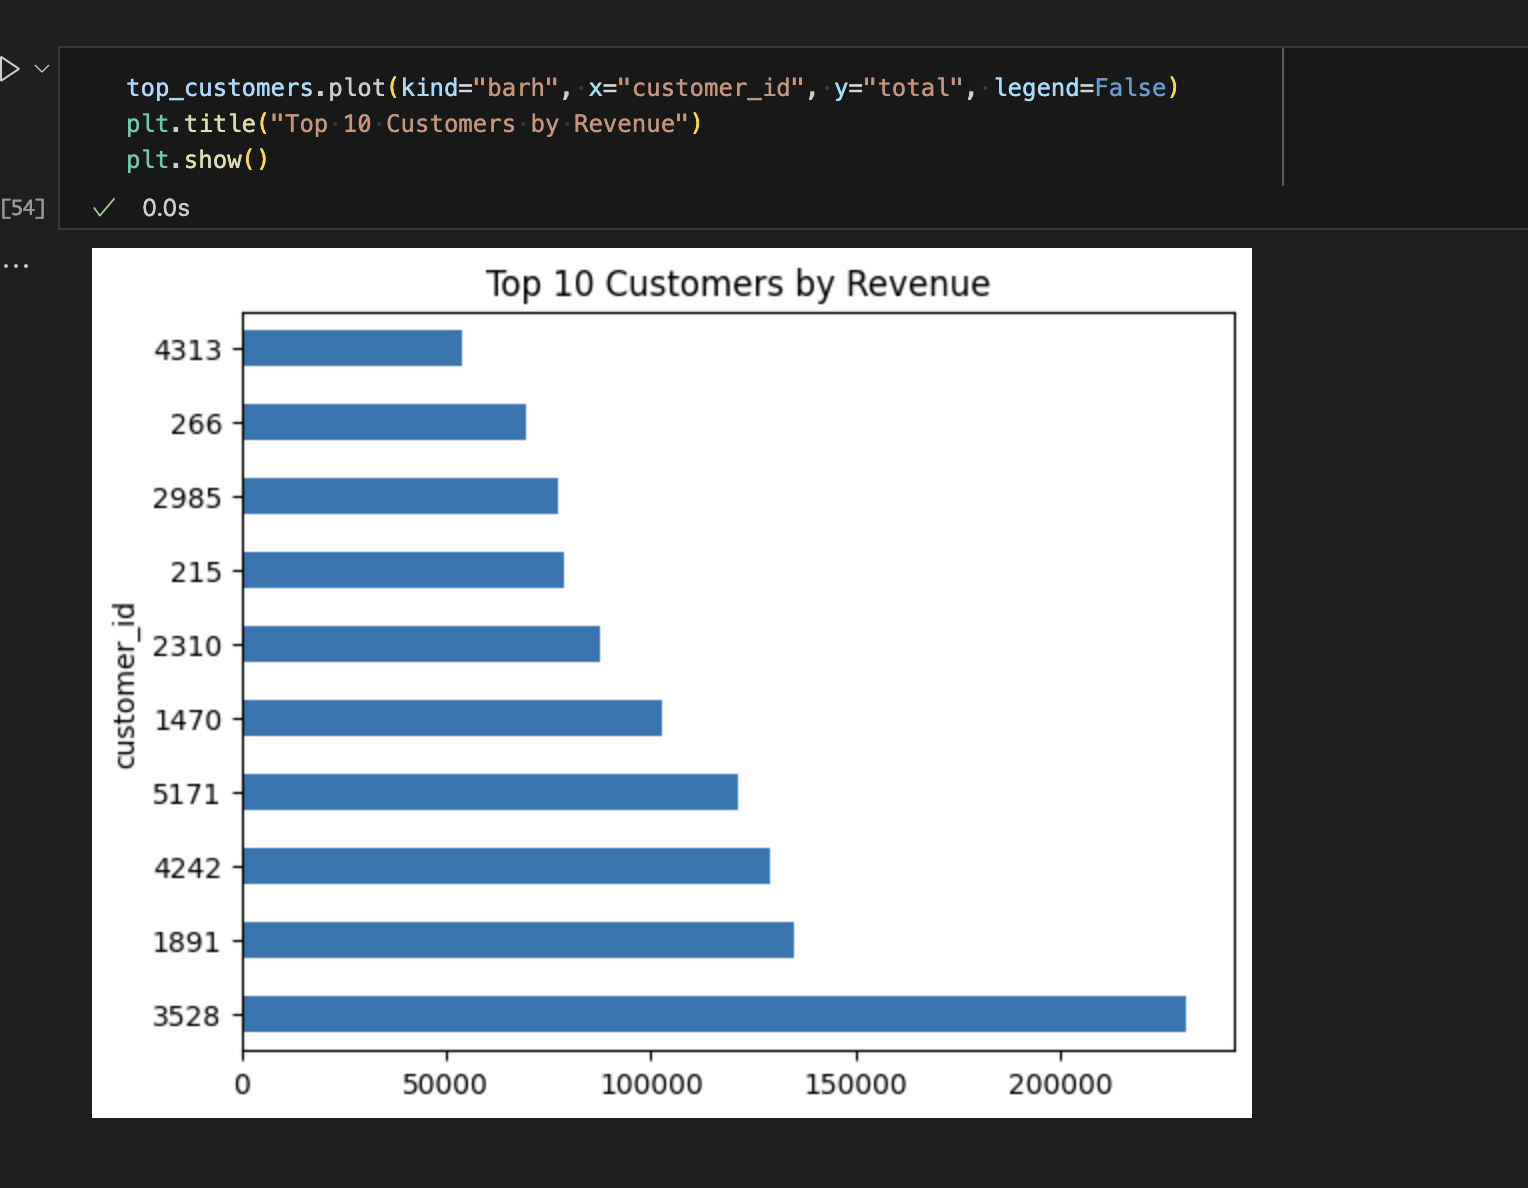 top_customers.plot(kind="barh", x="customer_id", y="total", legend=False)
plt.title("Top 10 Customers by Revenue")
plt.show()
[54]
0.0s
...
Top 10 Customers by Revenue
4313
266
2985
215
2310
1470
5171
4242
1891
3528
customer_id
0 50000 100000 150000 200000